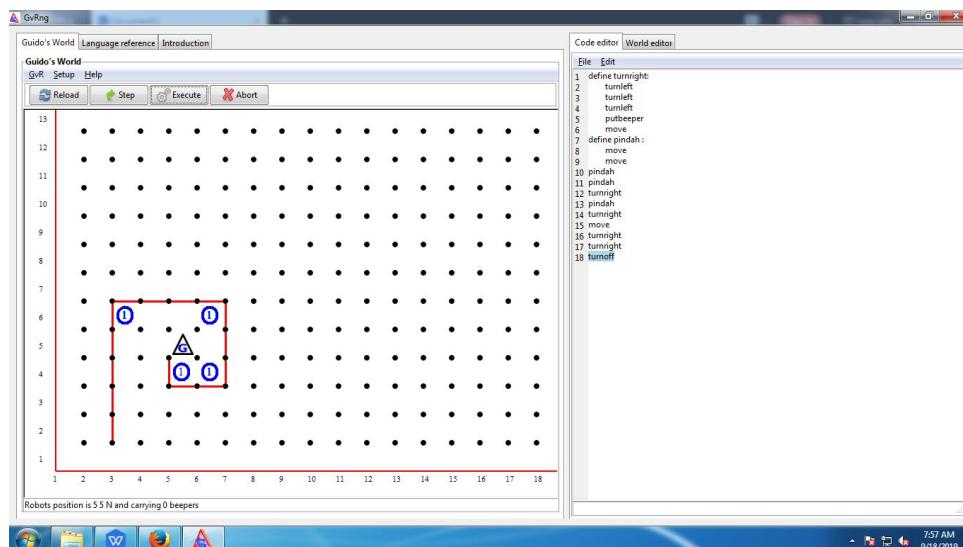 GvRng
Guido's World Language reference Introduction
Guido's World
GvR Setup Help
Reload Step Execute Abort
13
12
11
10
9
8
7
6
5
4
3
2
1
1 1
G
1 1
1 2 3 4 5 6 7 8 9 10 11 12 13 14 15 16 17 18
Robots position is 5 5 N and carrying 0 beepers
Code editor World editor
File Edit
1 define turnright:
2 turnleft
3 turnleft
4 turnleft
5 putbeeper
6 move
7 define pindah :
8 move
9 move
10 pindah
11 pindah
12 turnright
13 pindah
14 turnright
15 move
16 turnright
17 turnright
18 turnoff
W
7:57 AM
9/18/2019